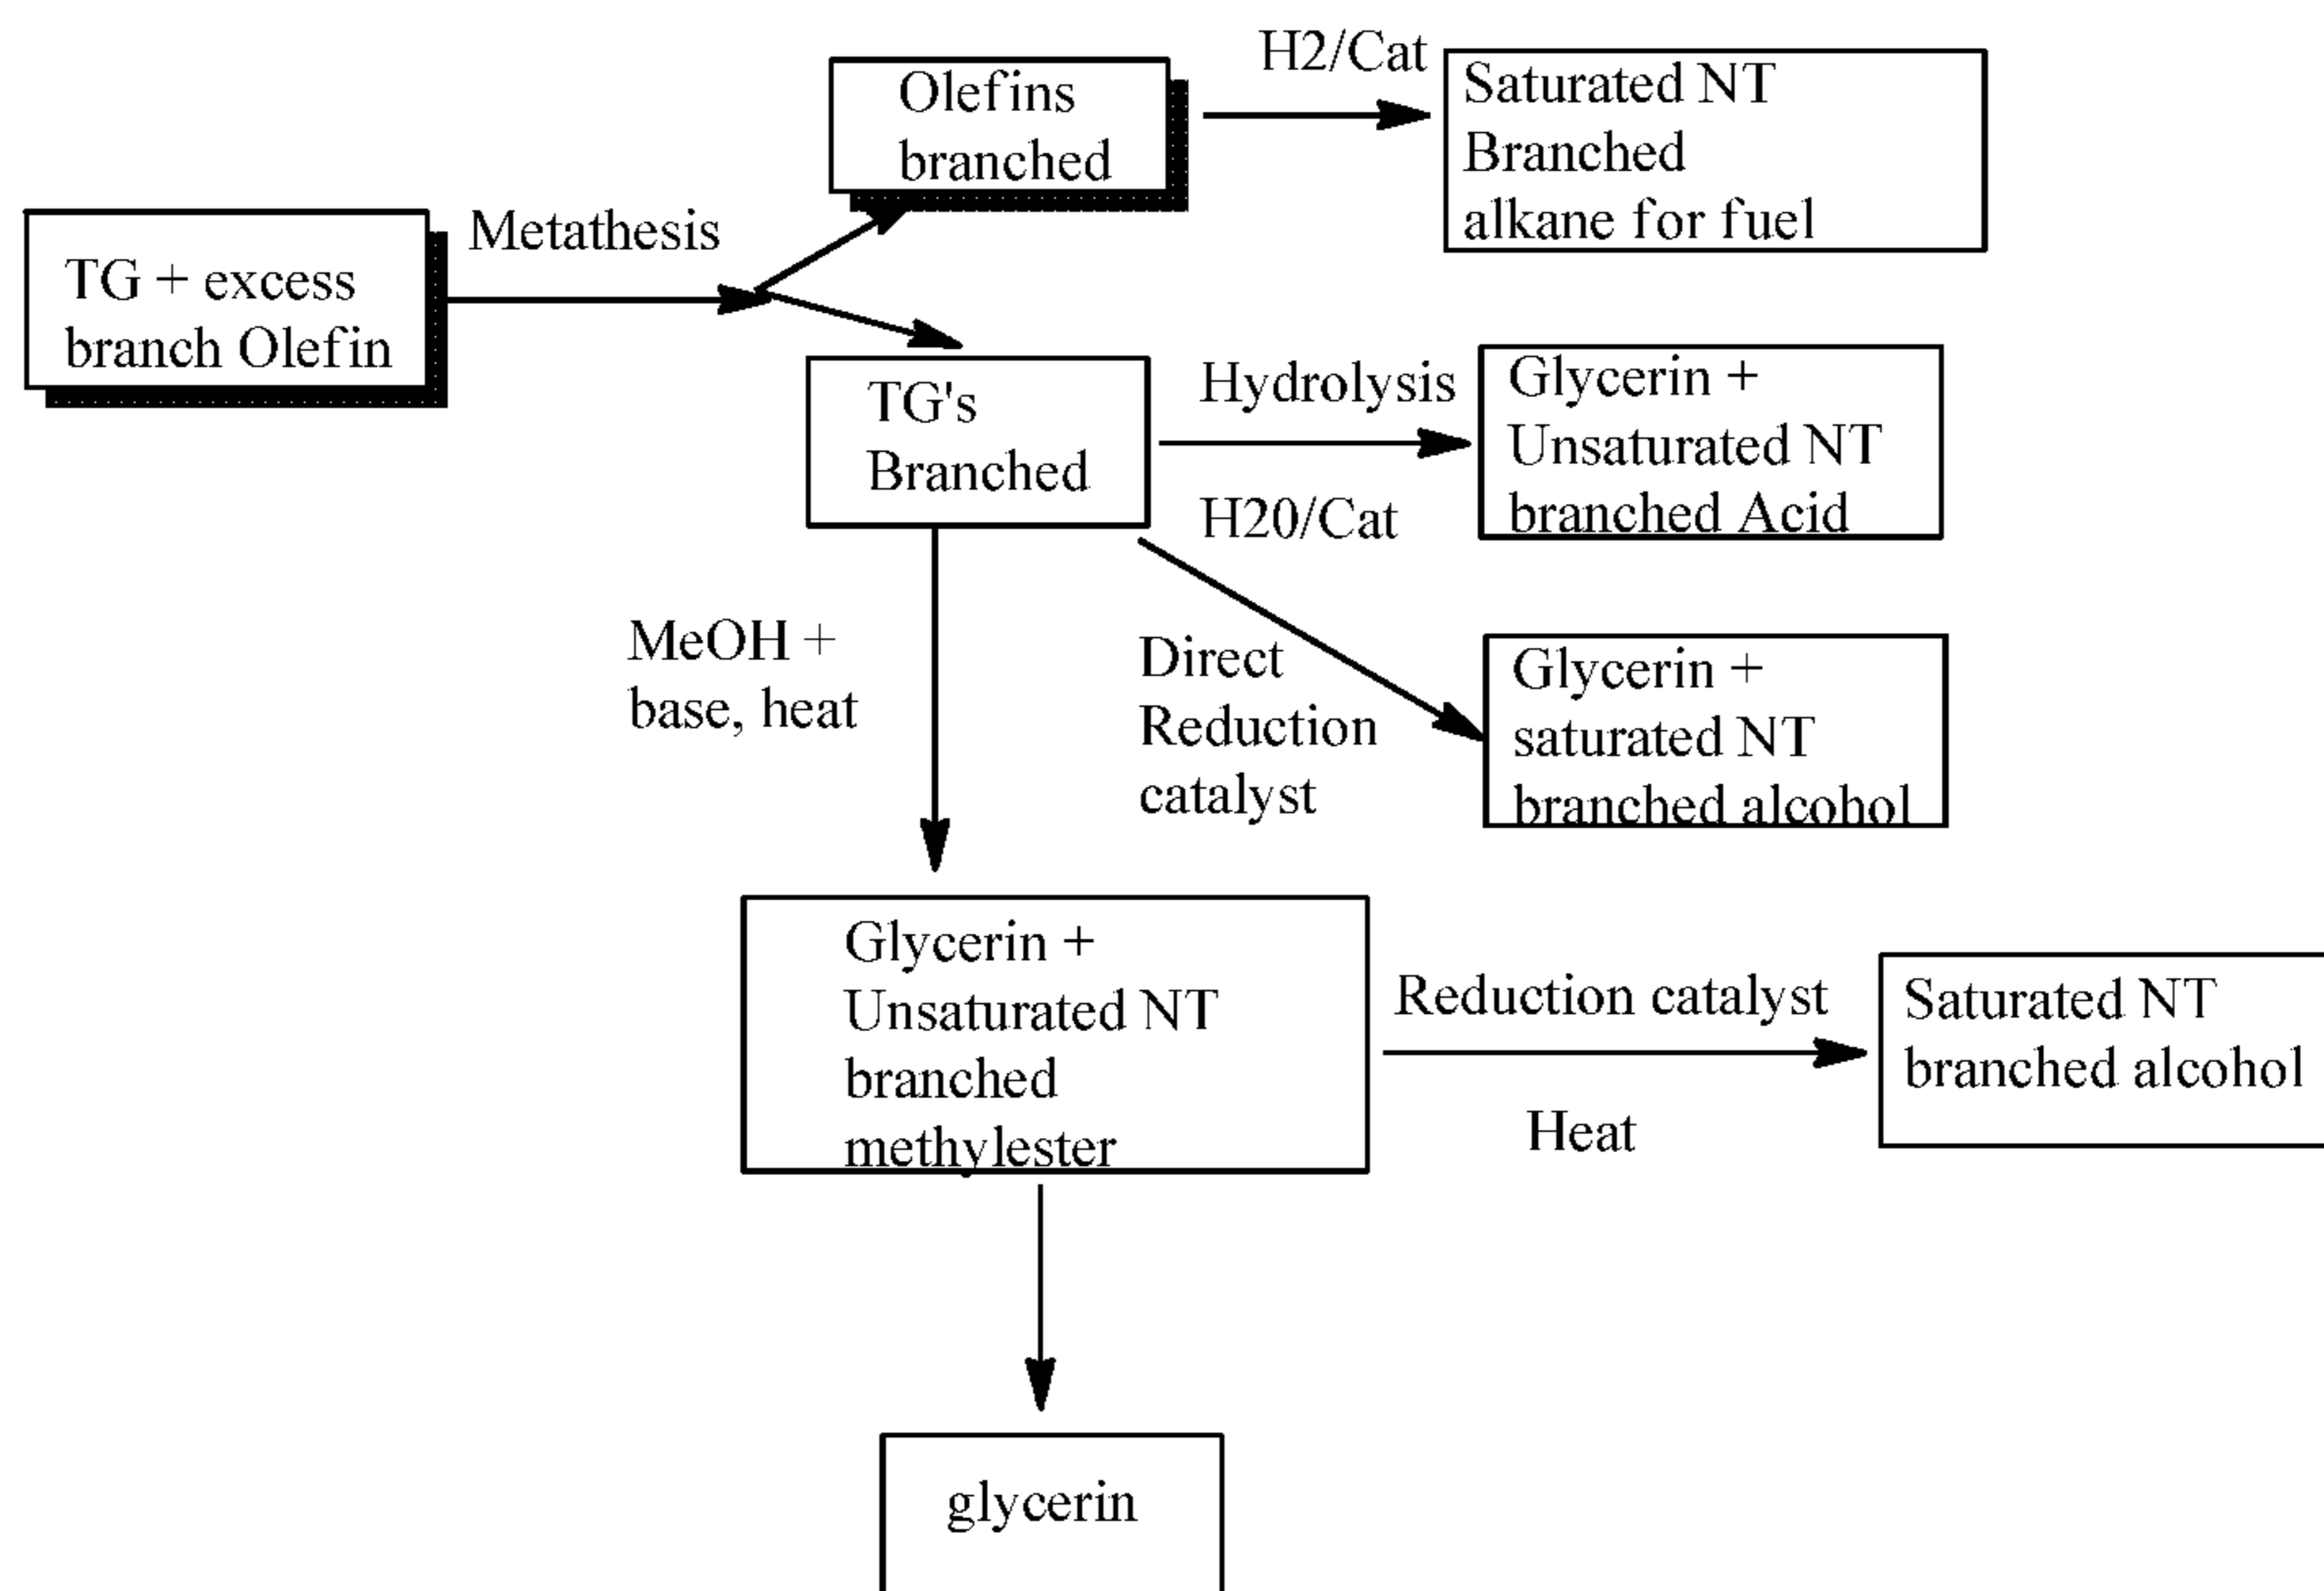 H2/Cat
Olefins
branched
Saturated NT
Branched
alkane for fuel
Metathesis
TG + excess
branch Olefin
TG's
Branched
Hydrolysis
H20/Cat
Glycerin +
Unsaturated NT
branched Acid
MeOH +
base, heat
Direct
Reduction
catalyst
Glycerin +
saturated NT
branched alcohol
Glycerin +
Unsaturated NT
branched
methylester
Reduction catalyst
Heat
Saturated NT
branched alcohol
glycerin